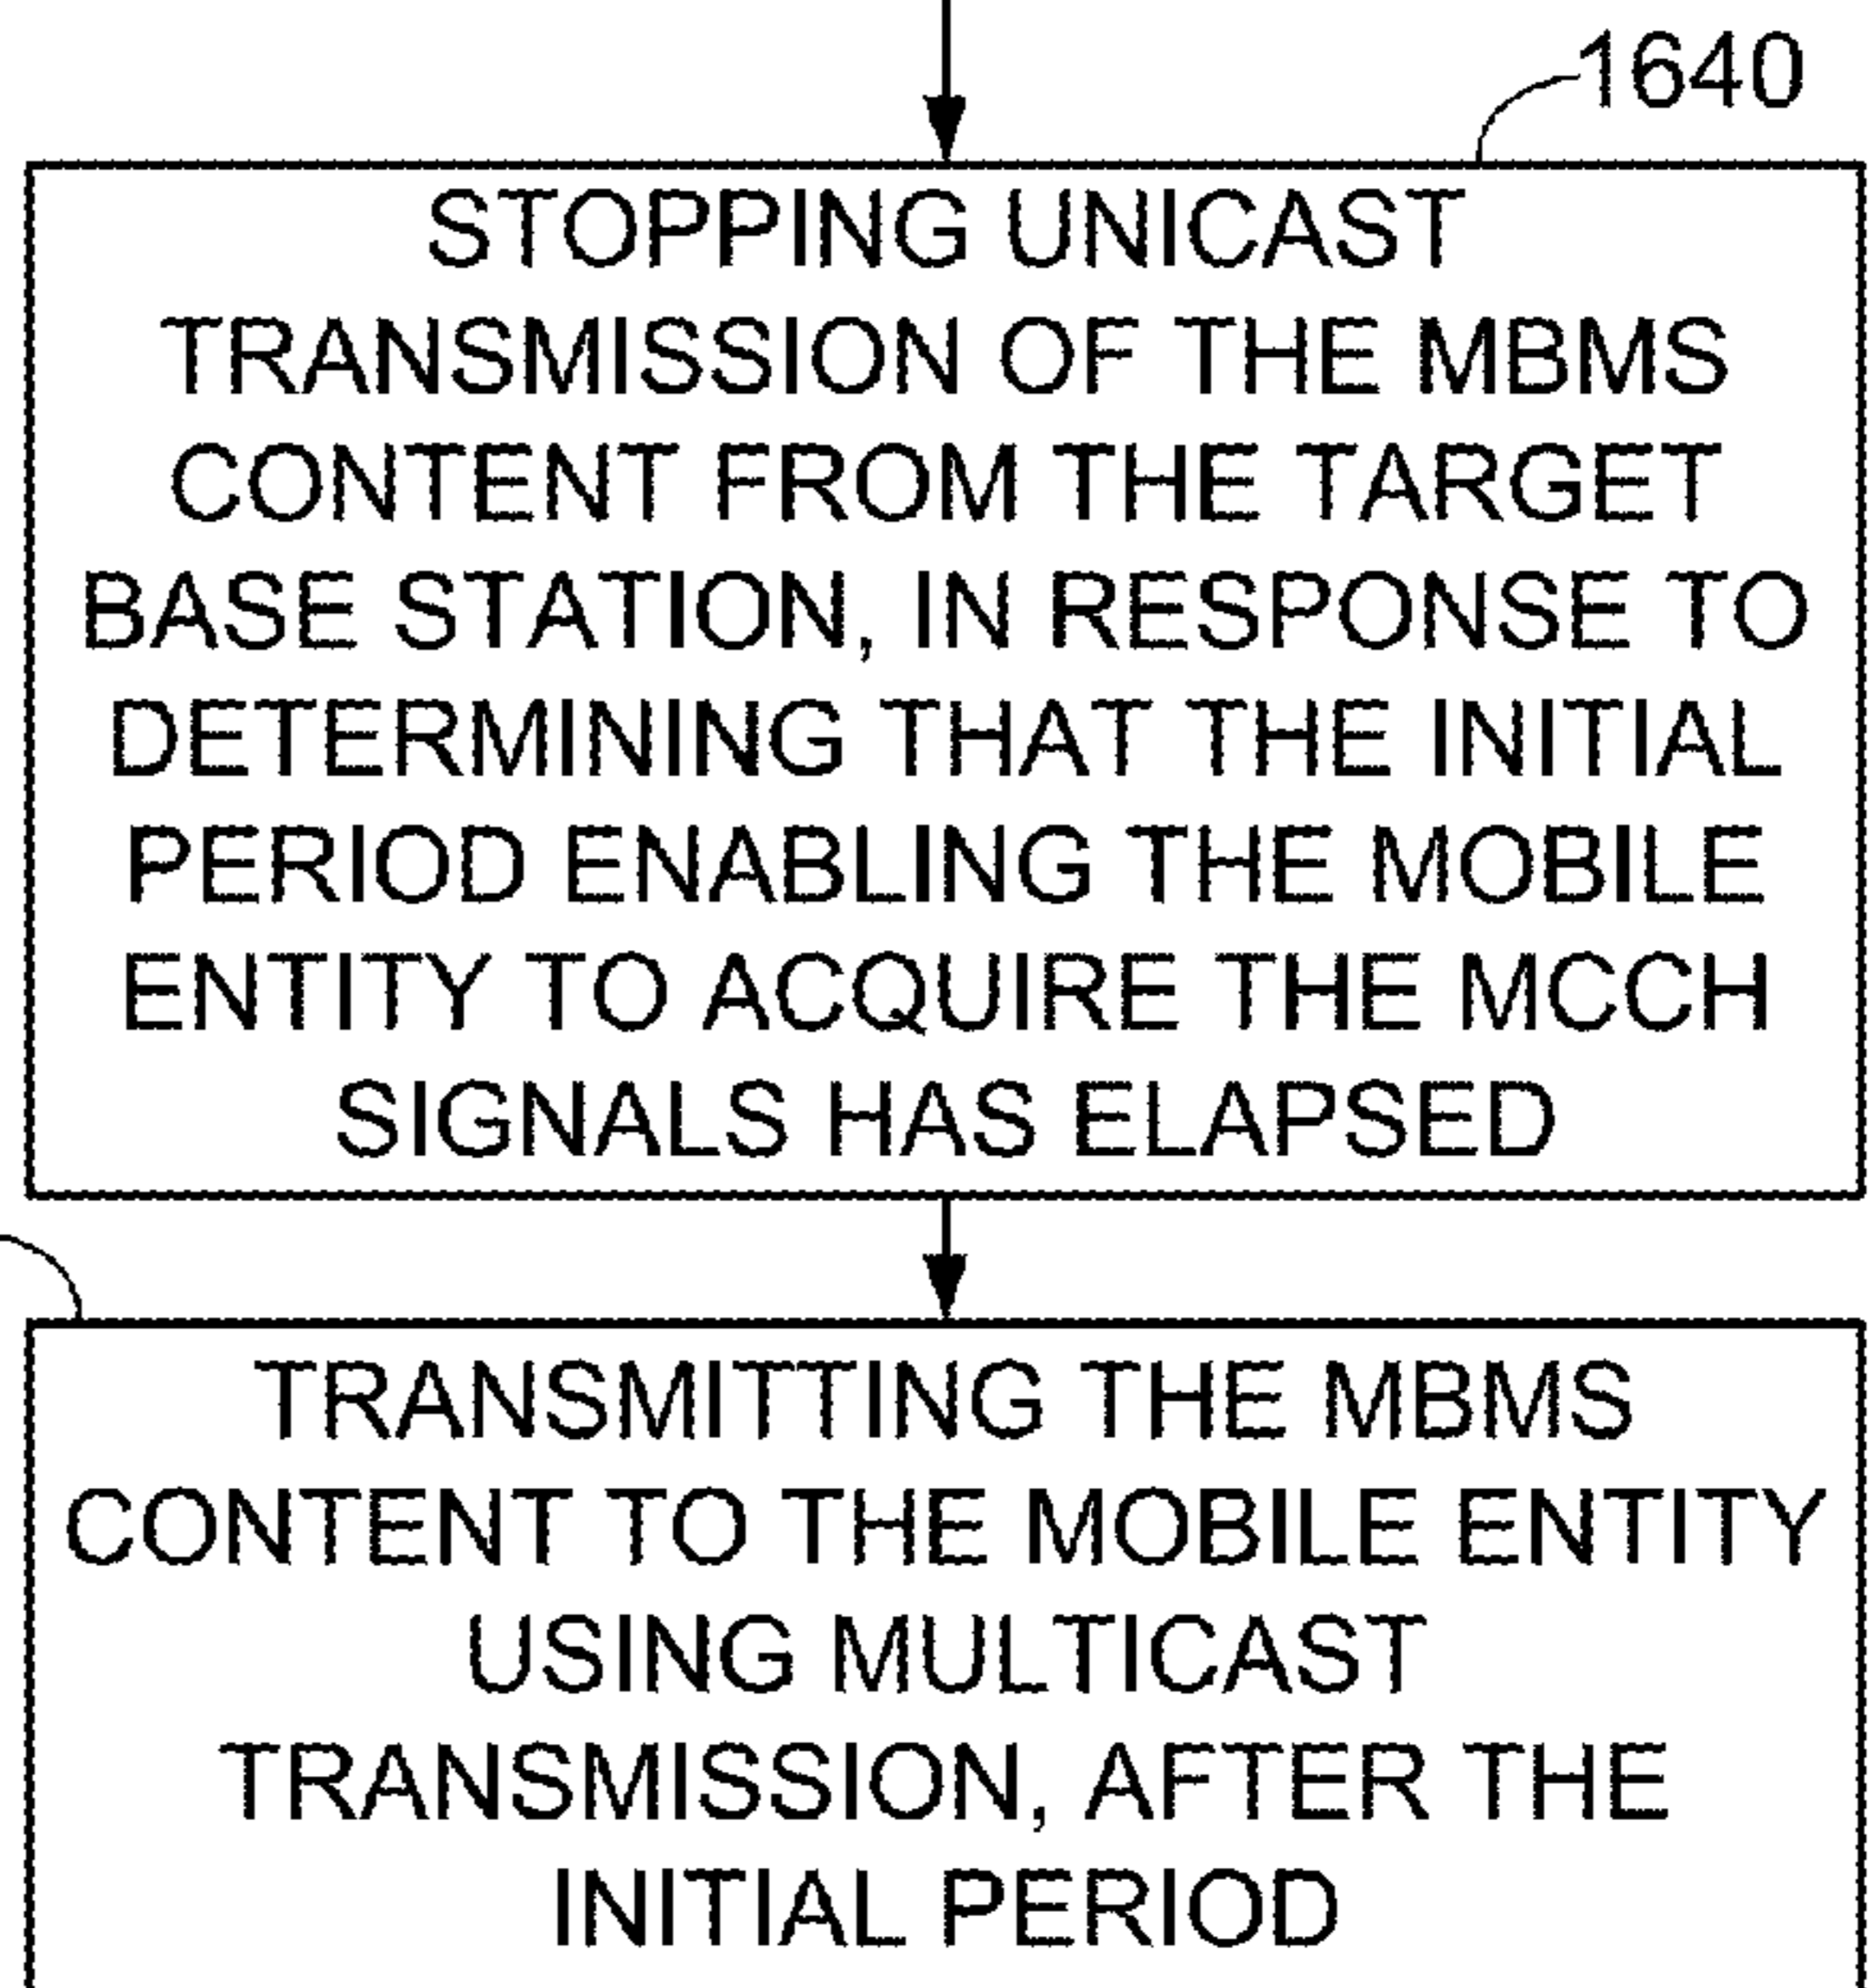 1640
STOPPING UNICAST
TRANSMISSION OF THE MBMS
CONTENT FROM THE TARGET
BASE STATION, IN RESPONSE TO
DETERMINING THAT THE INITIAL
PERIOD ENABLING THE MOBILE
ENTITY TO ACQUIRE THE MCCH
SIGNALS HAS ELAPSED
TRANSMITTING THE MBMS
CONTENT TO THE MOBILE ENTITY
USING MULTICAST
TRANSMISSION, AFTER THE
INITIAL PERIOD